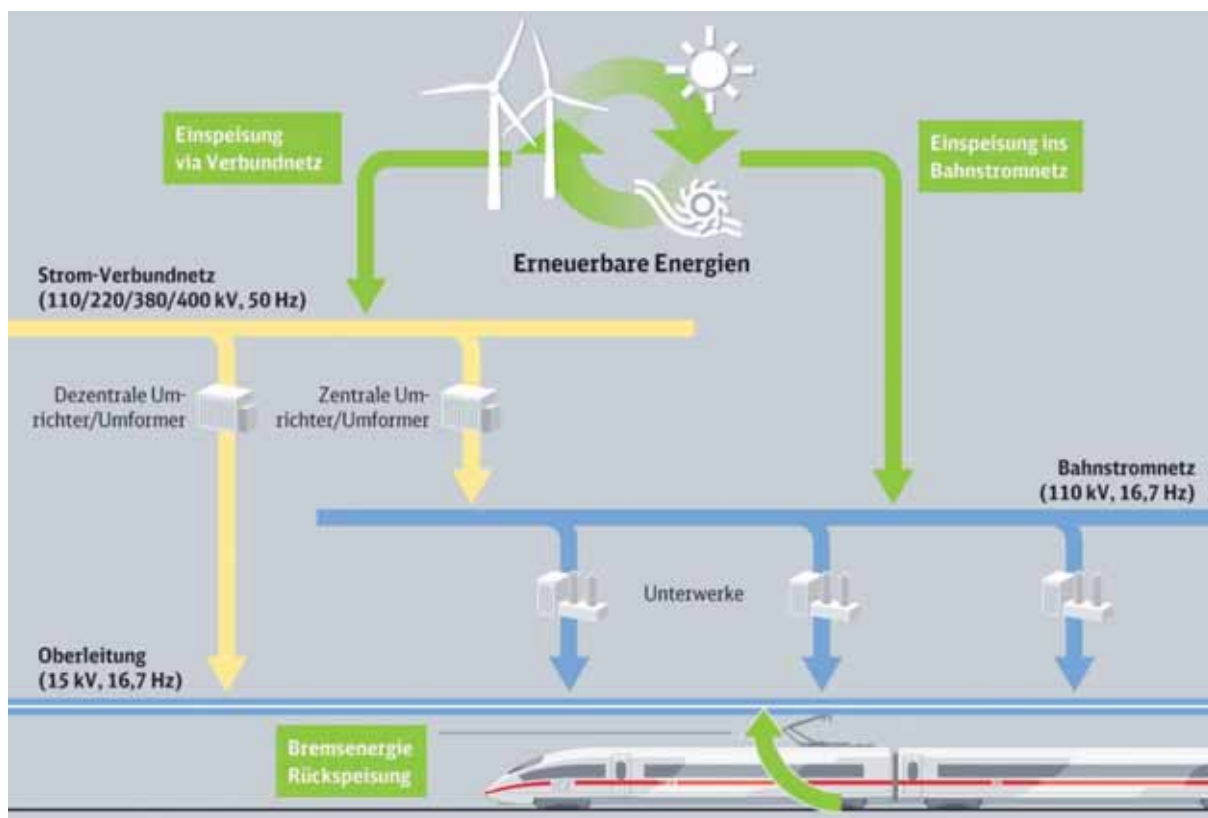 Einspeisung
via Verbundnetz
Einspeisung ins
Bahnstromnetz
Erneuerbare Energien
Strom-Verbundnetz
(110/220/380/400 kV, 50 Hz)
Dezentrale Um-
richter/Umformer
Zentrale Um-
richter/Umformer
Bahnstromnetz
(110 kV, 16,7 Hz)
Unterwerke
Oberleitung
(15 kV, 16,7 Hz)
Bremsenergie
Rückspeisung